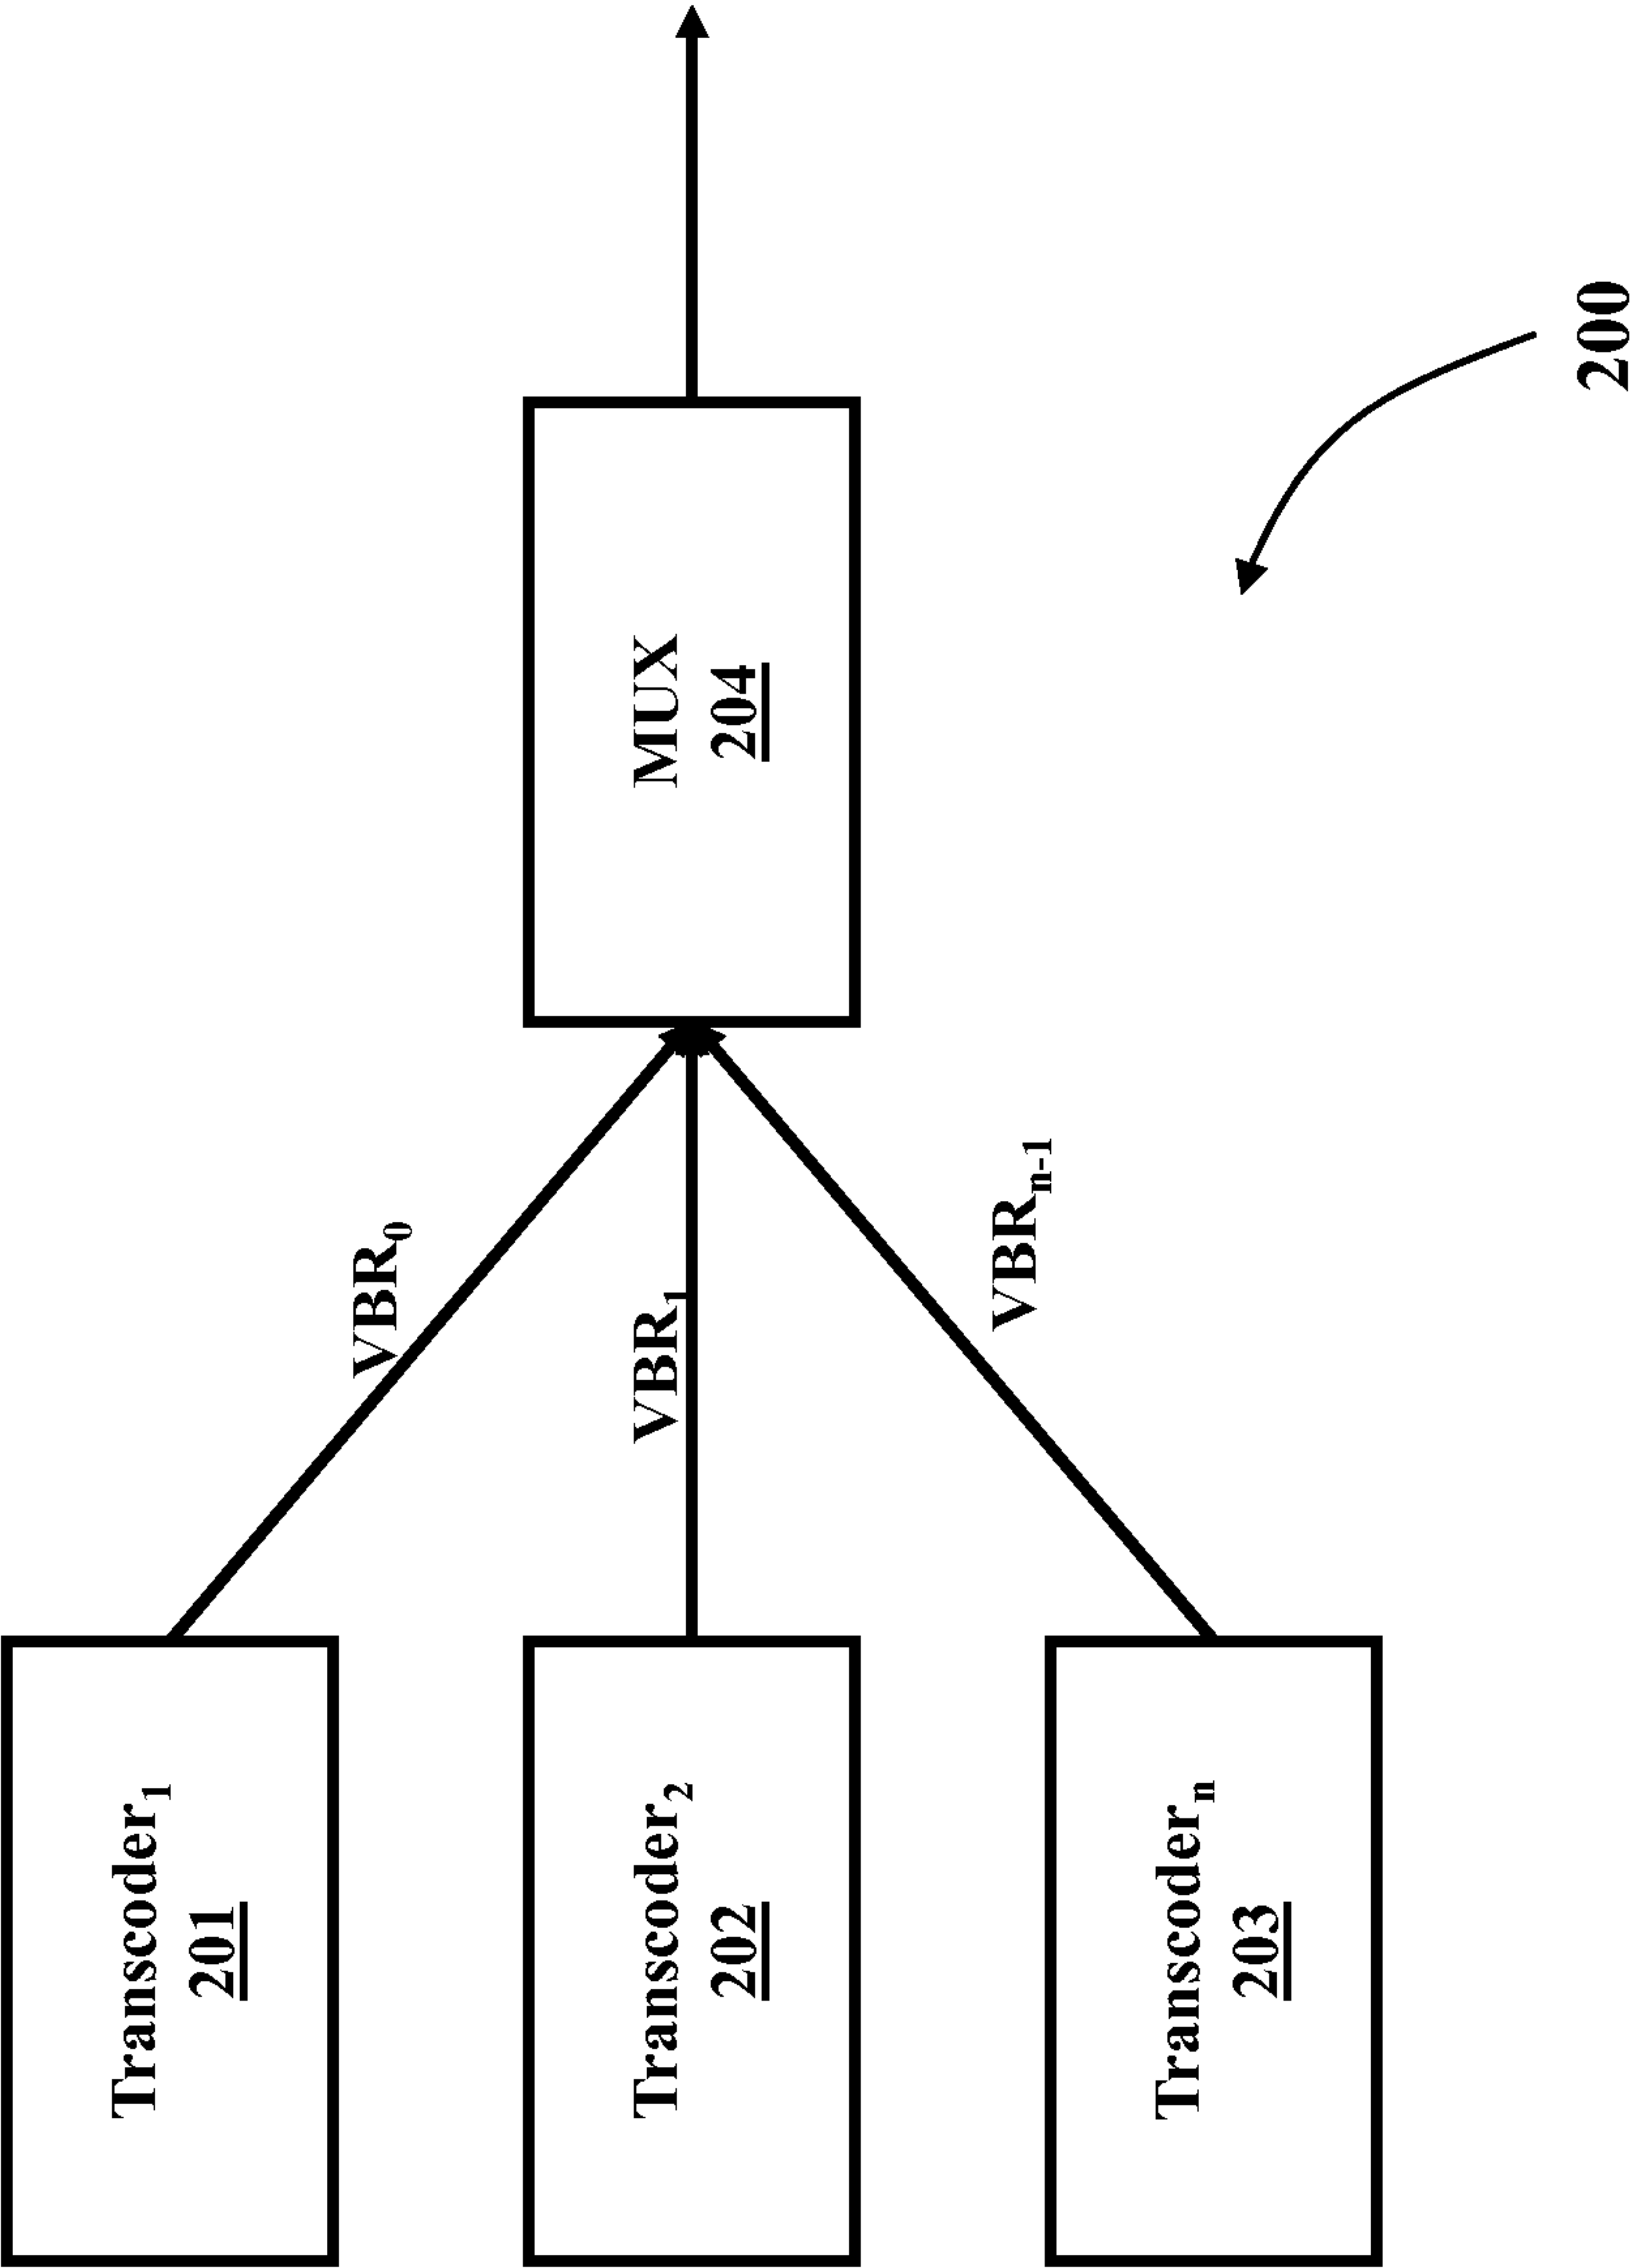 Transcoder₁
201
VBR₀
Transcoder₂
202
VBR₁
MUX
204
Transcoderₙ
203
VBRₙ₋₁
200